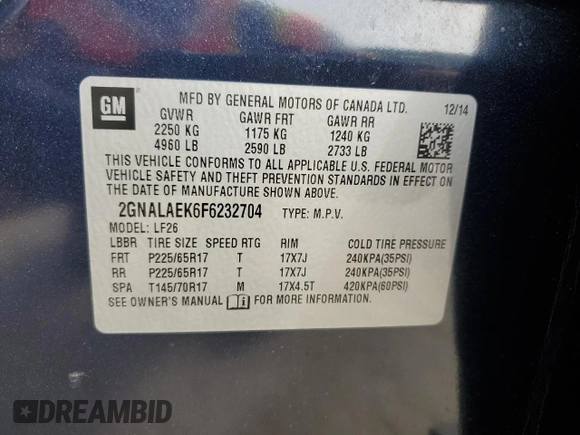 GM
MFD BY GENERAL MOTORS OF CANADA LTD. 12/14
GVWR GAWR FRT GAWR RR
2250 KG 1175 KG 1240 KG
4960 LB 2590 LB 2733 LB
THIS VEHICLE CONFORMS TO ALL APPLICABLE U.S. FEDERAL MOTOR
VEHICLE SAFETY AND THEFT PREVENTION STANDARDS IN EFFECT ON
THE DATE OF MANUFACTURE SHOWN ABOVE.
2GNALAEK6F6232704 TYPE: M.P.V.
MODEL: LF26
LBBR TIRE SIZE SPEED RTG RIM COLD TIRE PRESSURE
FRT P225/65R17 T 17X7J 240KPA(35PSI)
RR P225/65R17 T 17X7J 240KPA(35PSI)
SPA T145/70R17 M 17X4.5T 420KPA(60PSI)
SEE OWNER'S MANUAL i FOR MORE INFORMATION
DREAMBID